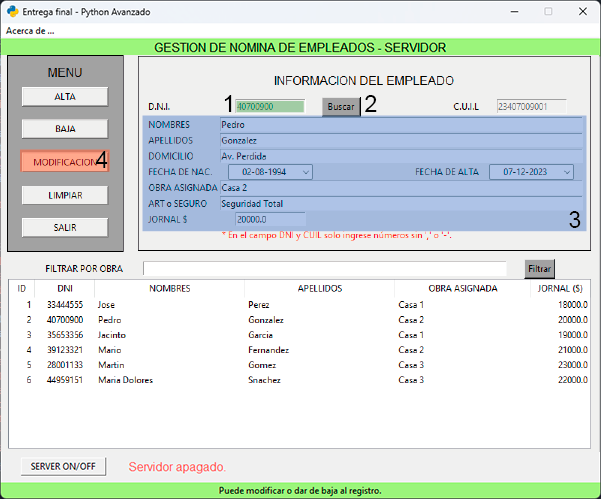 Entrega final - Python Avanzado
Acerca de ...
GESTION DE NOMINA DE EMPLEADOS - SERVIDOR
MENU
ALTA
BAJA
MODIFICACION 4
LIMPIAR
SALIR
INFORMACION DEL EMPLEADO
D.N.I. 1 40700900 Buscar 2 C.U.I.L 23407009001
NOMBRES Pedro
APELLIDOS Gonzalez
DOMICILIO Av. Perdida
FECHA DE NAC. 02-08-1994 FECHA DE ALTA 07-12-2023
OBRA ASIGNADA Casa 2
ART o SEGURO Seguridad Total
JORNAL $ 20000.0 3
* En el campo DNI y CUIL solo ingrese números sin '.' o '-'.
FILTRAR POR OBRA Filtrar
ID DNI NOMBRES APELLIDOS OBRA ASIGNADA JORNAL ($)
1 33444555 Jose Perez Casa 1 18000.0
2 40700900 Pedro Gonzalez Casa 2 20000.0
3 35653356 Jacinto Garcia Casa 1 19000.0
4 39123321 Mario Fernandez Casa 2 21000.0
5 28001133 Martin Gomez Casa 3 23000.0
6 44959151 Maria Dolores Snachez Casa 3 22000.0
SERVER ON/OFF Servidor apagado.
Puede modificar o dar de baja al registro.